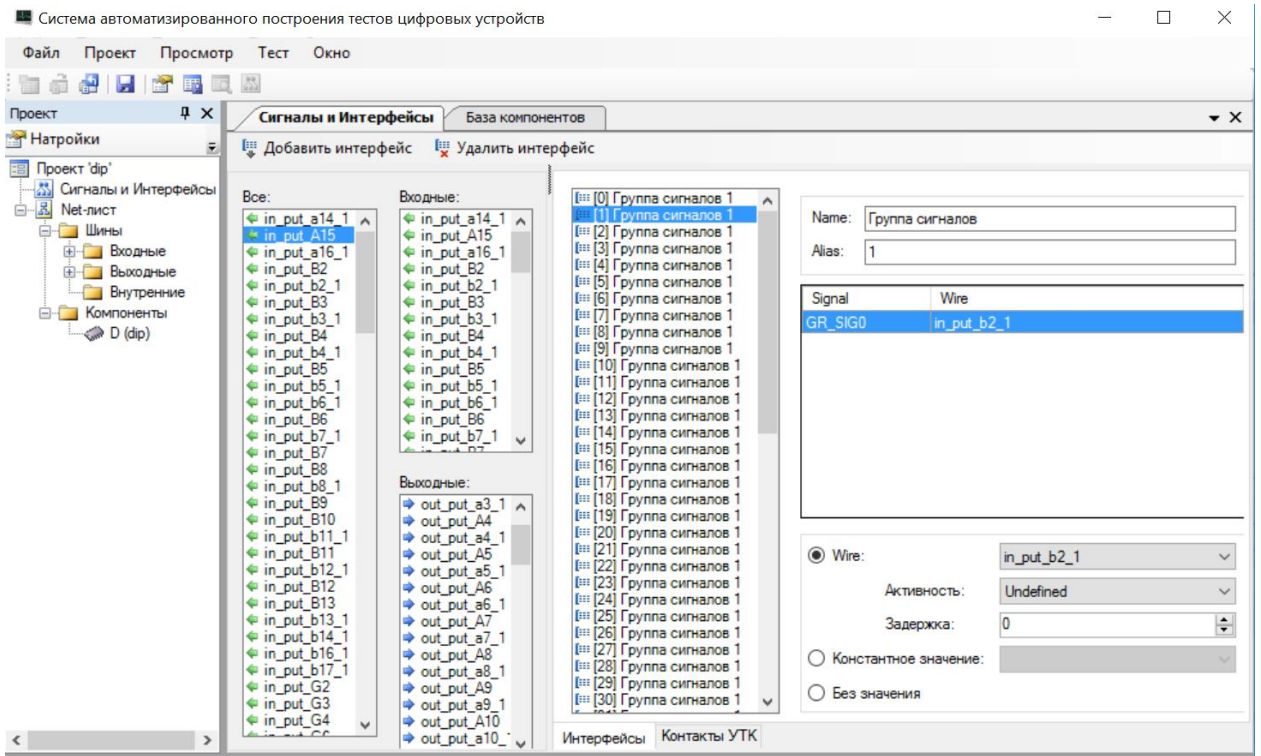 Система автоматизированного построения тестов цифровых устройств
Файл Проект Просмотр Тест Окно
Проект
Натройки
Проект 'dip'
Сигналы и Интерфейсы
Net-лист
Шины
Входные
Выходные
Внутренние
Компоненты
D (dip)
Сигналы и Интерфейсы База компонентов
Добавить интерфейс Удалить интерфейс
Все:
in_put_a14_1
in_put_A15
in_put_a16_1
in_put_B2
in_put_b2_1
in_put_B3
in_put_b3_1
in_put_B4
in_put_b4_1
in_put_B5
in_put_b5_1
in_put_b6_1
in_put_B6
in_put_b7_1
in_put_B7
in_put_B8
in_put_b8_1
in_put_B9
in_put_B10
in_put_b11_1
in_put_B11
in_put_b12_1
in_put_B12
in_put_B13
in_put_b13_1
in_put_b14_1
in_put_b16_1
in_put_b17_1
in_put_G2
in_put_G3
in_put_G4
Входные:
in_put_a14_1
in_put_A15
in_put_a16_1
in_put_B2
in_put_b2_1
in_put_B3
in_put_b3_1
in_put_B4
in_put_b4_1
in_put_B5
in_put_b5_1
in_put_b6_1
in_put_B6
in_put_b7_1
Выходные:
out_put_a3_1
out_put_A4
out_put_a4_1
out_put_A5
out_put_a5_1
out_put_A6
out_put_a6_1
out_put_A7
out_put_a7_1
out_put_A8
out_put_a8_1
out_put_A9
out_put_a9_1
out_put_A10
out_put_a10_
[0] Группа сигналов 1
[1] Группа сигналов 1
[2] Группа сигналов 1
[3] Группа сигналов 1
[4] Группа сигналов 1
[5] Группа сигналов 1
[6] Группа сигналов 1
[7] Группа сигналов 1
[8] Группа сигналов 1
[9] Группа сигналов 1
[10] Группа сигналов 1
[11] Группа сигналов 1
[12] Группа сигналов 1
[13] Группа сигналов 1
[14] Группа сигналов 1
[15] Группа сигналов 1
[16] Группа сигналов 1
[17] Группа сигналов 1
[18] Группа сигналов 1
[19] Группа сигналов 1
[20] Группа сигналов 1
[21] Группа сигналов 1
[22] Группа сигналов 1
[23] Группа сигналов 1
[24] Группа сигналов 1
[25] Группа сигналов 1
[26] Группа сигналов 1
[27] Группа сигналов 1
[28] Группа сигналов 1
[29] Группа сигналов 1
[30] Группа сигналов 1
Интерфейсы Контакты УТК
Name: Группа сигналов
Alias: 1
Signal Wire
GR_SIG0 in_put_b2_1
Wire: in_put_b2_1
Активность: Undefined
Задержка: 0
Константное значение:
Без значения